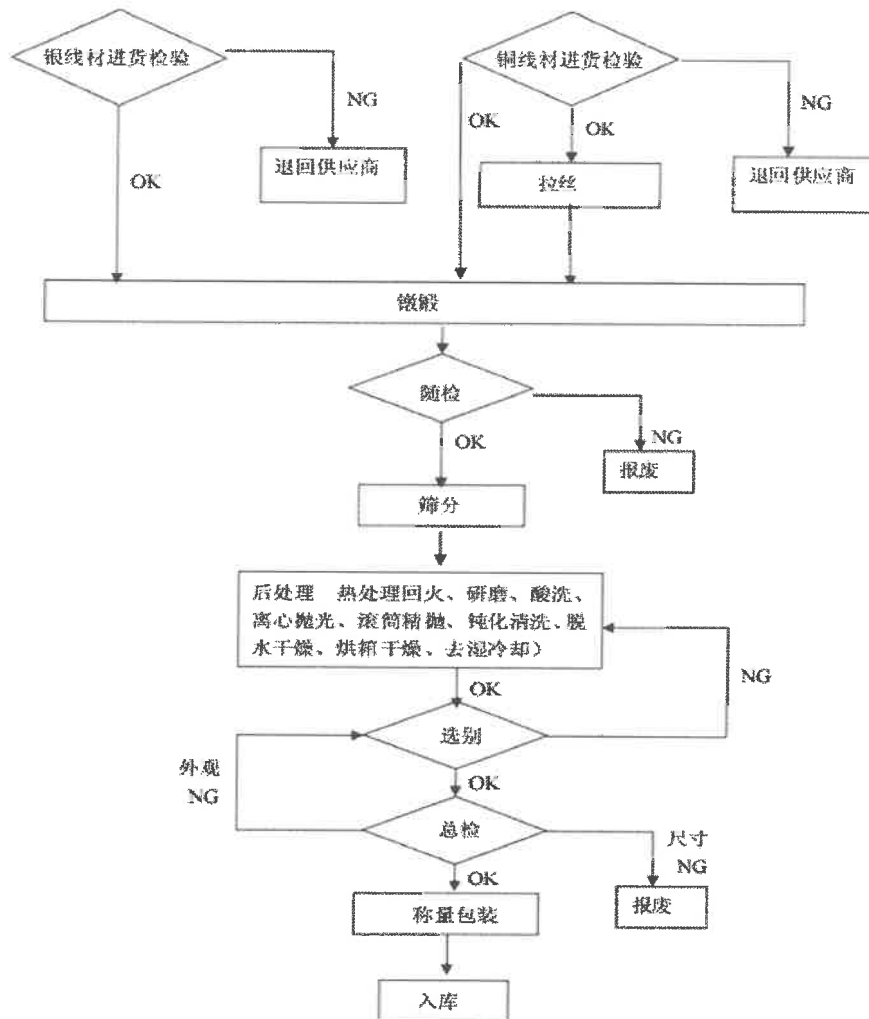 银线材进货检验
铜线材进货检验
NG
NG
OK
OK
OK
退回供应商
拉丝
退回供应商
镦锻
随检
OK
NG
报废
筛分
后处理 热处理回火、研磨、酸洗、
离心抛光、滚筒精抛、钝化清洗、脱
水干燥、烘箱干燥、去湿冷却）
NG
OK
选别
外观
NG
OK
总检
尺寸
NG
OK
称量包装
报废
入库